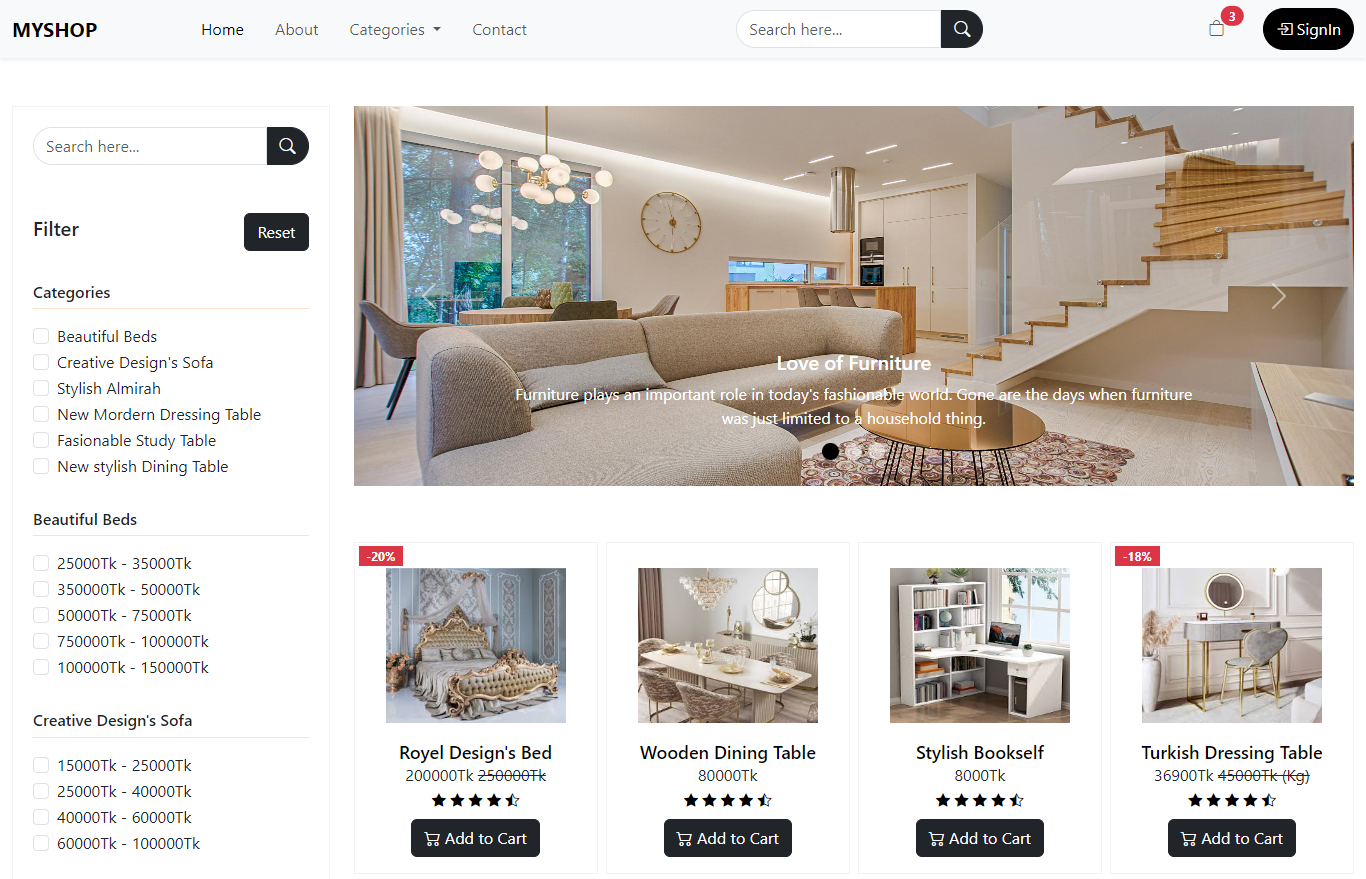 MYSHOP
Home
About
Categories
Contact
Search here...
3
SignIn
Search here...
Filter
Reset
Categories
Beautiful Beds
Creative Design's Sofa
Stylish Almirah
New Mordern Dressing Table
Fasionable Study Table
New stylish Dining Table
Beautiful Beds
25000Tk - 35000Tk
350000Tk - 50000Tk
50000Tk - 75000Tk
750000Tk - 100000Tk
100000Tk - 150000Tk
Creative Design's Sofa
15000Tk - 25000Tk
25000Tk - 40000Tk
40000Tk - 60000Tk
60000Tk - 100000Tk
Love of Furniture
Furniture plays an important role in today's fashionable world. Gone are the days when furniture
was just limited to a household thing.
-20%
Royel Design's Bed
200000Tk 250000Tk
Add to Cart
Wooden Dining Table
80000Tk
Add to Cart
Stylish Bookself
8000Tk
Add to Cart
-18%
Turkish Dressing Table
36900Tk 45000Tk (Kg)
Add to Cart